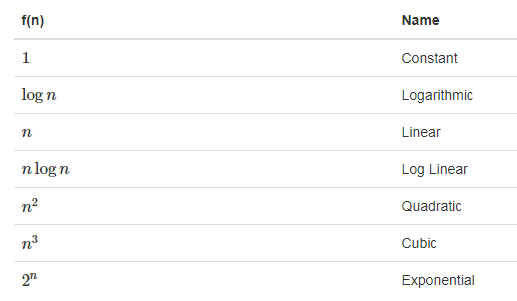 f(n) Name
1 Constant
log n Logarithmic
n Linear
n log n Log Linear
n² Quadratic
n³ Cubic
2ⁿ Exponential